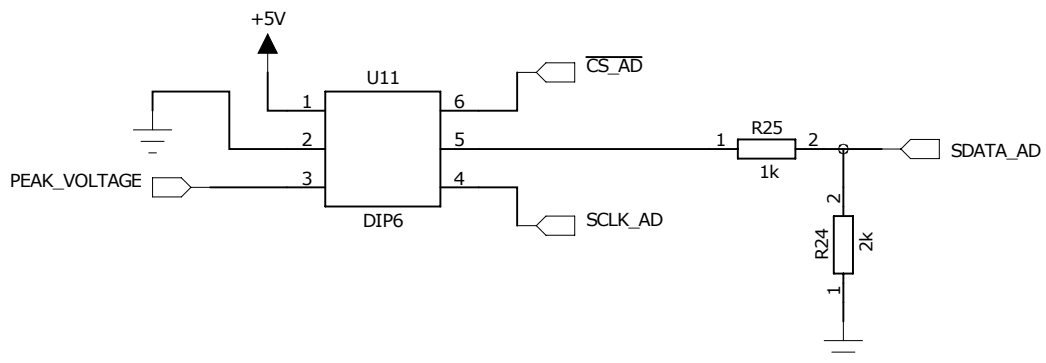 +5V
U11
CS_AD
1
6
R25
2
5
1
2
SDATA_AD
PEAK_VOLTAGE
3
4
1k
DIP6
SCLK_AD
2
R24
2k
1